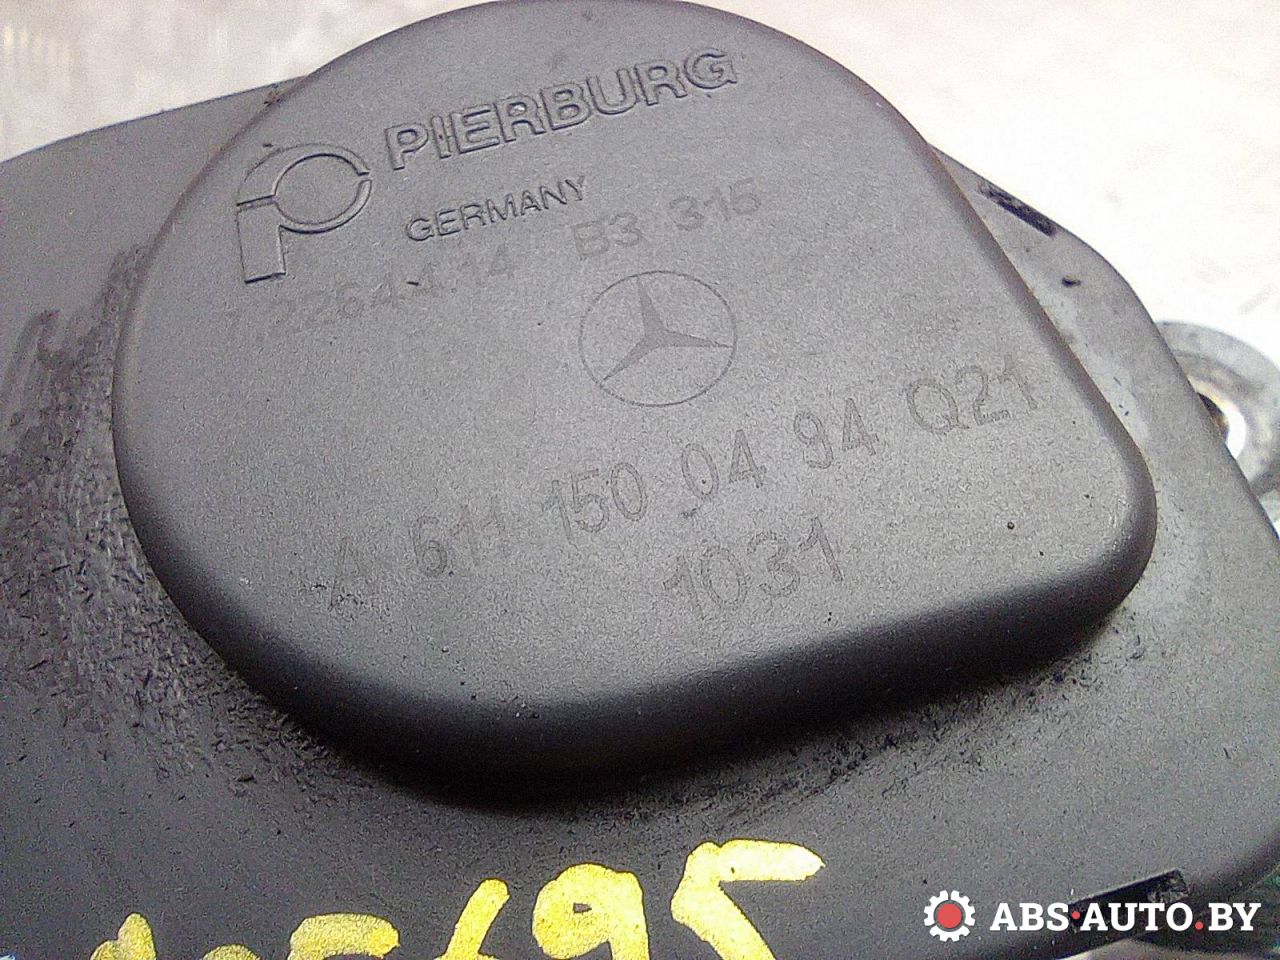 PIERBURG
GERMANY
B3 315
A 611 150 04 94 Q21
1031
ABS-AUTO.BY